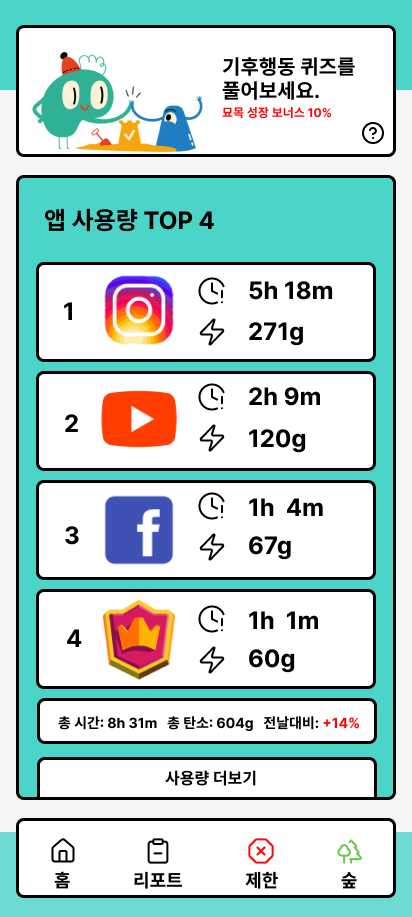 기후행동 퀴즈를
풀어보세요.
묘목 성장 보너스 10%
앱 사용량 TOP 4
1
5h 18m
271g
2
2h 9m
120g
3
1h 4m
67g
4
1h 1m
60g
총 시간: 8h 31m 총 탄소: 604g 전날대비: +14%
사용량 더보기
홈 리포트 제한 숲